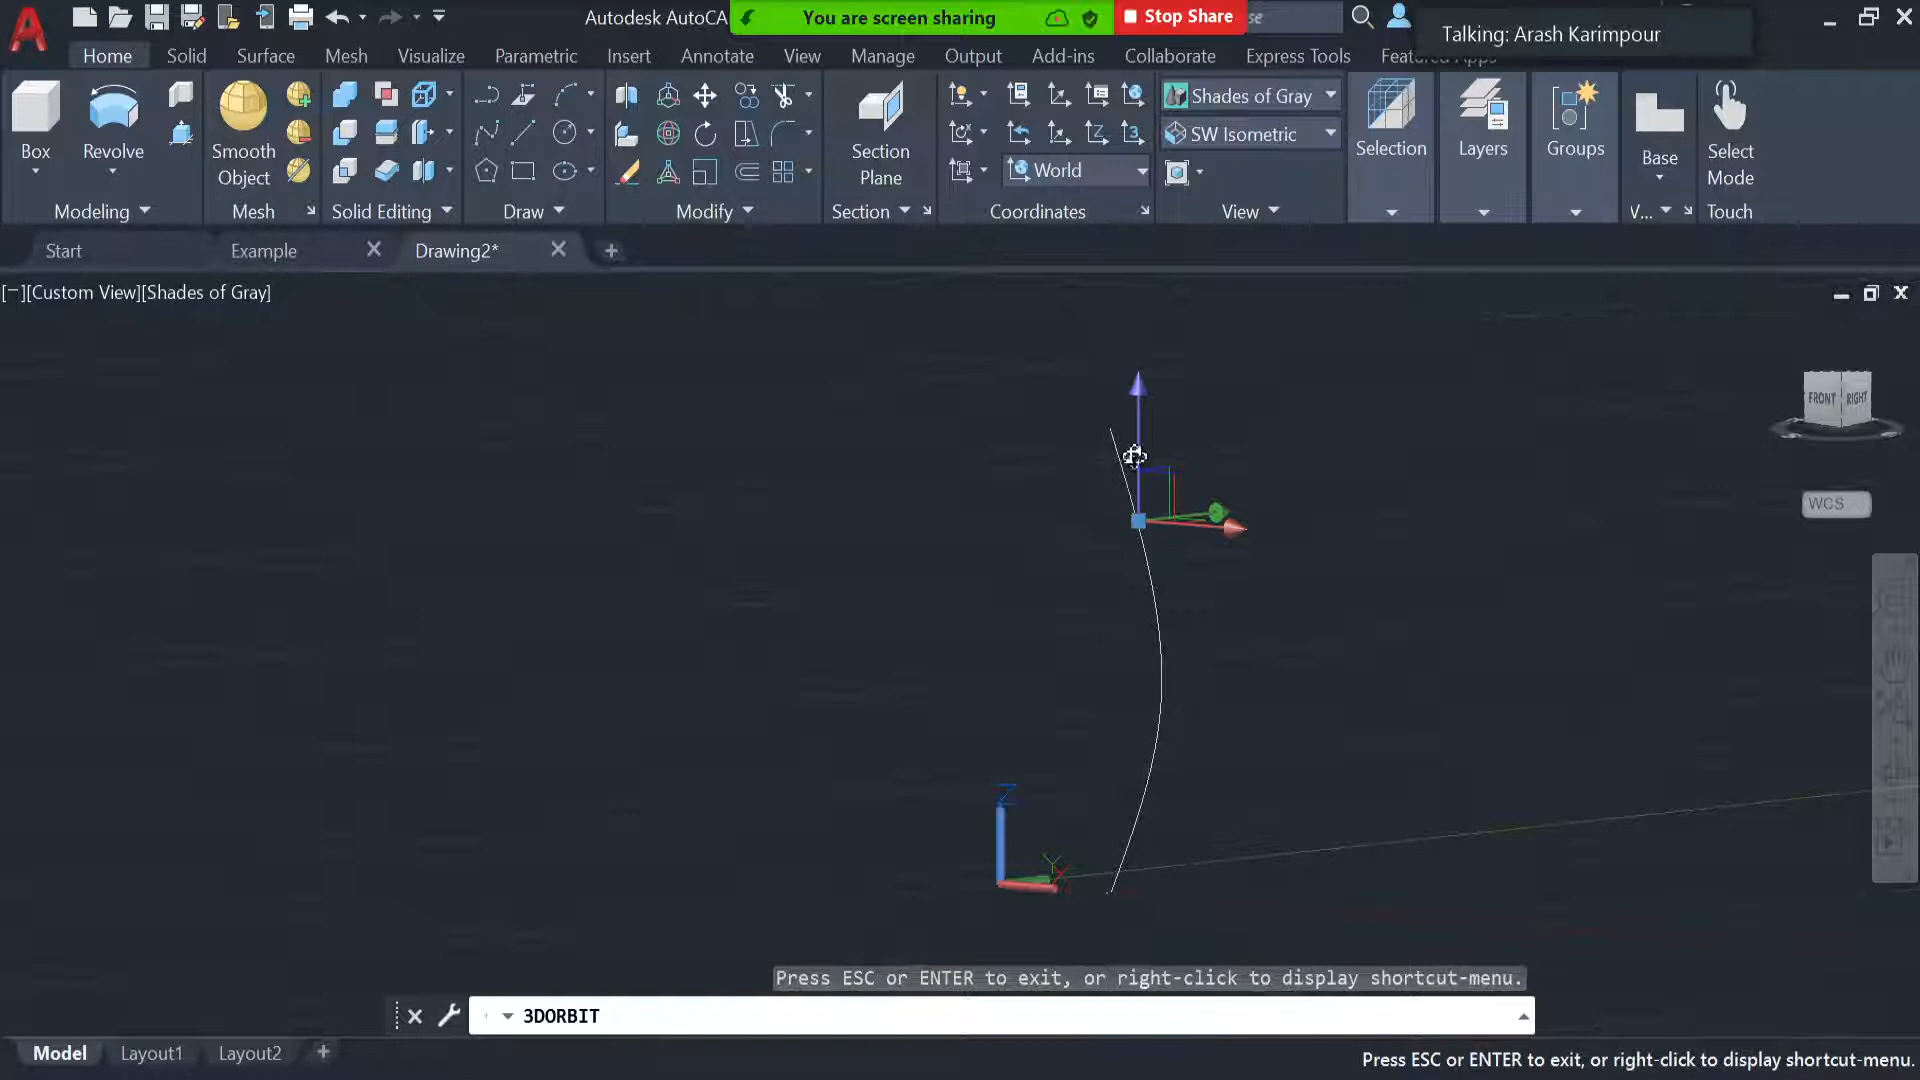 Autodesk AutoCA
You are screen sharing
Stop Share
se
Talking: Arash Karimpour
Home
Solid
Surface
Mesh
Visualize
Parametric
Insert
Annotate
View
Manage
Output
Add-ins
Collaborate
Express Tools
Featured Apps
Box
Revolve
Smooth
Object
Section
Plane
World
Shades of Gray
SW Isometric
Selection
Layers
Groups
Base
Select
Mode
Modeling
Mesh
Solid Editing
Draw
Modify
Section
Coordinates
View
V...
Touch
Start
Example
Drawing2*
[−][Custom View][Shades of Gray]
FRONT
RIGHT
WCS
Z
Y
X
Press ESC or ENTER to exit, or right-click to display shortcut-menu.
3DORBIT
Model
Layout1
Layout2
Press ESC or ENTER to exit, or right-click to display shortcut-menu.